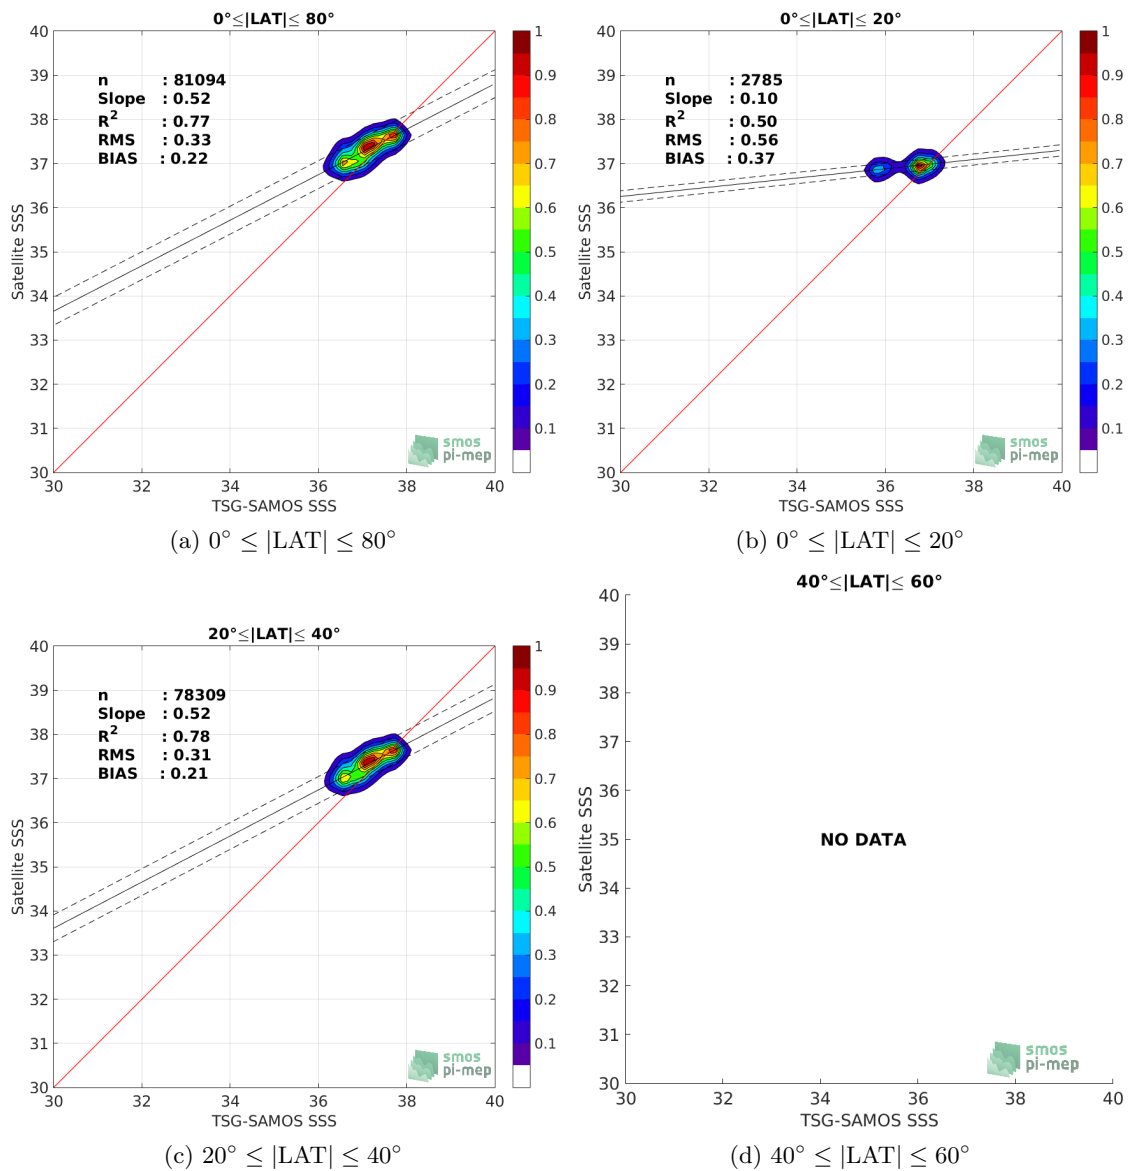 0°≤|LAT|≤ 80°
40
39
38
37
36
35
34
33
32
31
30
Satellite SSS
n : 81094
Slope : 0.52
R² : 0.77
RMS : 0.33
BIAS : 0.22
1
0.9
0.8
0.7
0.6
0.5
0.4
0.3
0.2
0.1
smos
pi-mep
30 32 34 36 38 40
TSG-SAMOS SSS
(a) 0° ≤ |LAT| ≤ 80°
0°≤|LAT|≤ 20°
40
39
38
37
36
35
34
33
32
31
30
Satellite SSS
n : 2785
Slope : 0.10
R² : 0.50
RMS : 0.56
BIAS : 0.37
1
0.9
0.8
0.7
0.6
0.5
0.4
0.3
0.2
0.1
smos
pi-mep
30 32 34 36 38 40
TSG-SAMOS SSS
(b) 0° ≤ |LAT| ≤ 20°
20°≤|LAT|≤ 40°
40
39
38
37
36
35
34
33
32
31
30
Satellite SSS
n : 78309
Slope : 0.52
R² : 0.78
RMS : 0.31
BIAS : 0.21
1
0.9
0.8
0.7
0.6
0.5
0.4
0.3
0.2
0.1
smos
pi-mep
30 32 34 36 38 40
TSG-SAMOS SSS
(c) 20° ≤ |LAT| ≤ 40°
40°≤|LAT|≤ 60°
40
39
38
37
36
35
34
33
32
31
30
Satellite SSS
NO DATA
smos
pi-mep
30 32 34 36 38 40
TSG-SAMOS SSS
(d) 40° ≤ |LAT| ≤ 60°